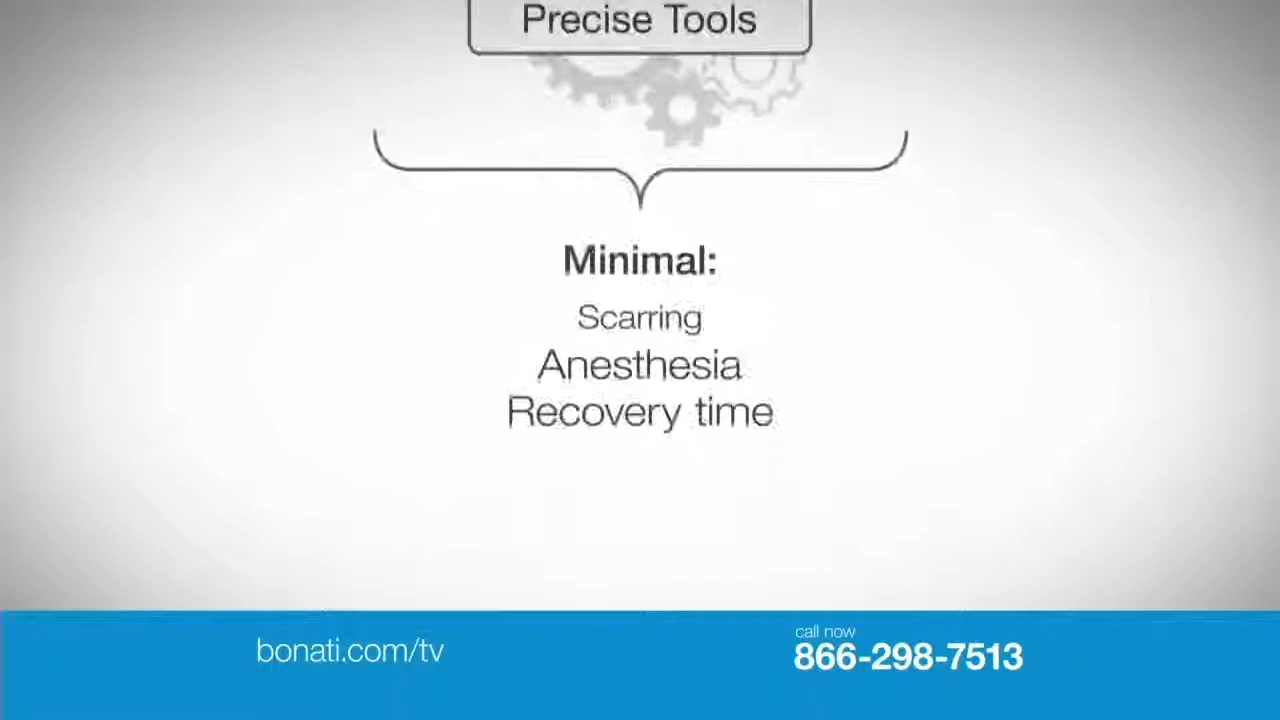 Precise Tools
Minimal:
Scarring
Anesthesia
Recovery time
bonati.com/tv
call now
866-298-7513